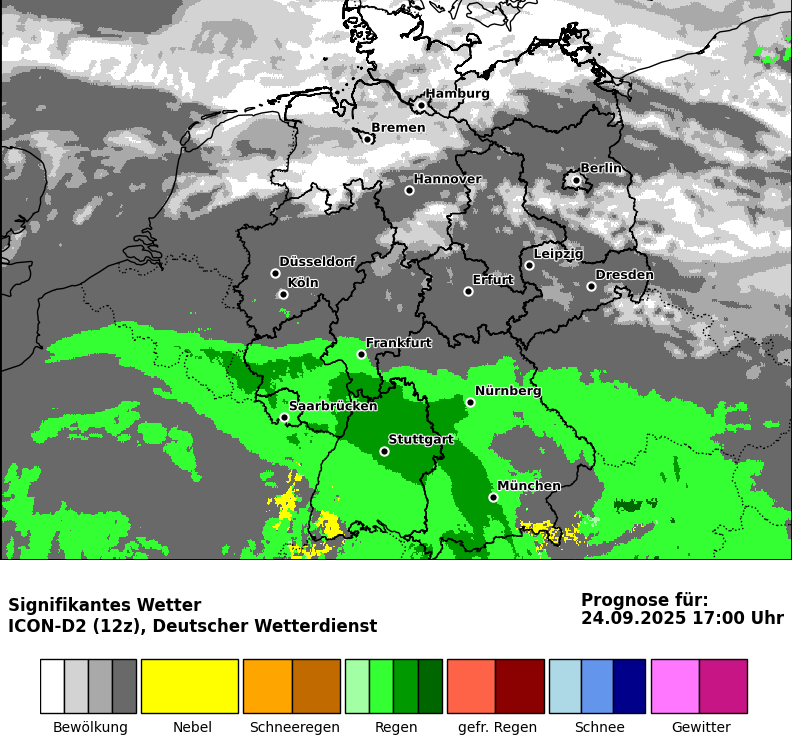 Hamburg
Bremen
Berlin
Hannover
Leipzig
Düsseldorf
Dresden
Köln
Erfurt
Frankfurt
Nürnberg
Saarbrücken
Stuttgart
München
Signifikantes Wetter
ICON-D2 (12z), Deutscher Wetterdienst
Prognose für:
24.09.2025 17:00 Uhr
Bewölkung Nebel Schneeregen Regen gefr. Regen Schnee Gewitter